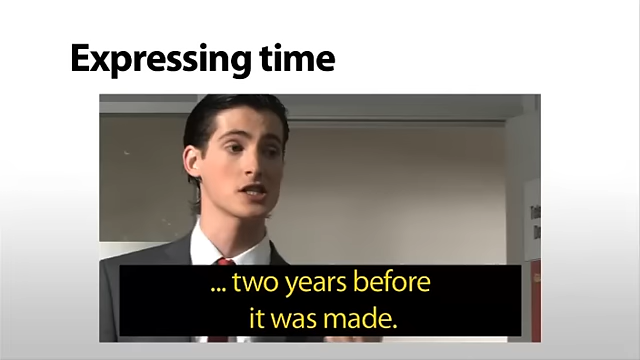 Expressing time
... two years before
it was made.